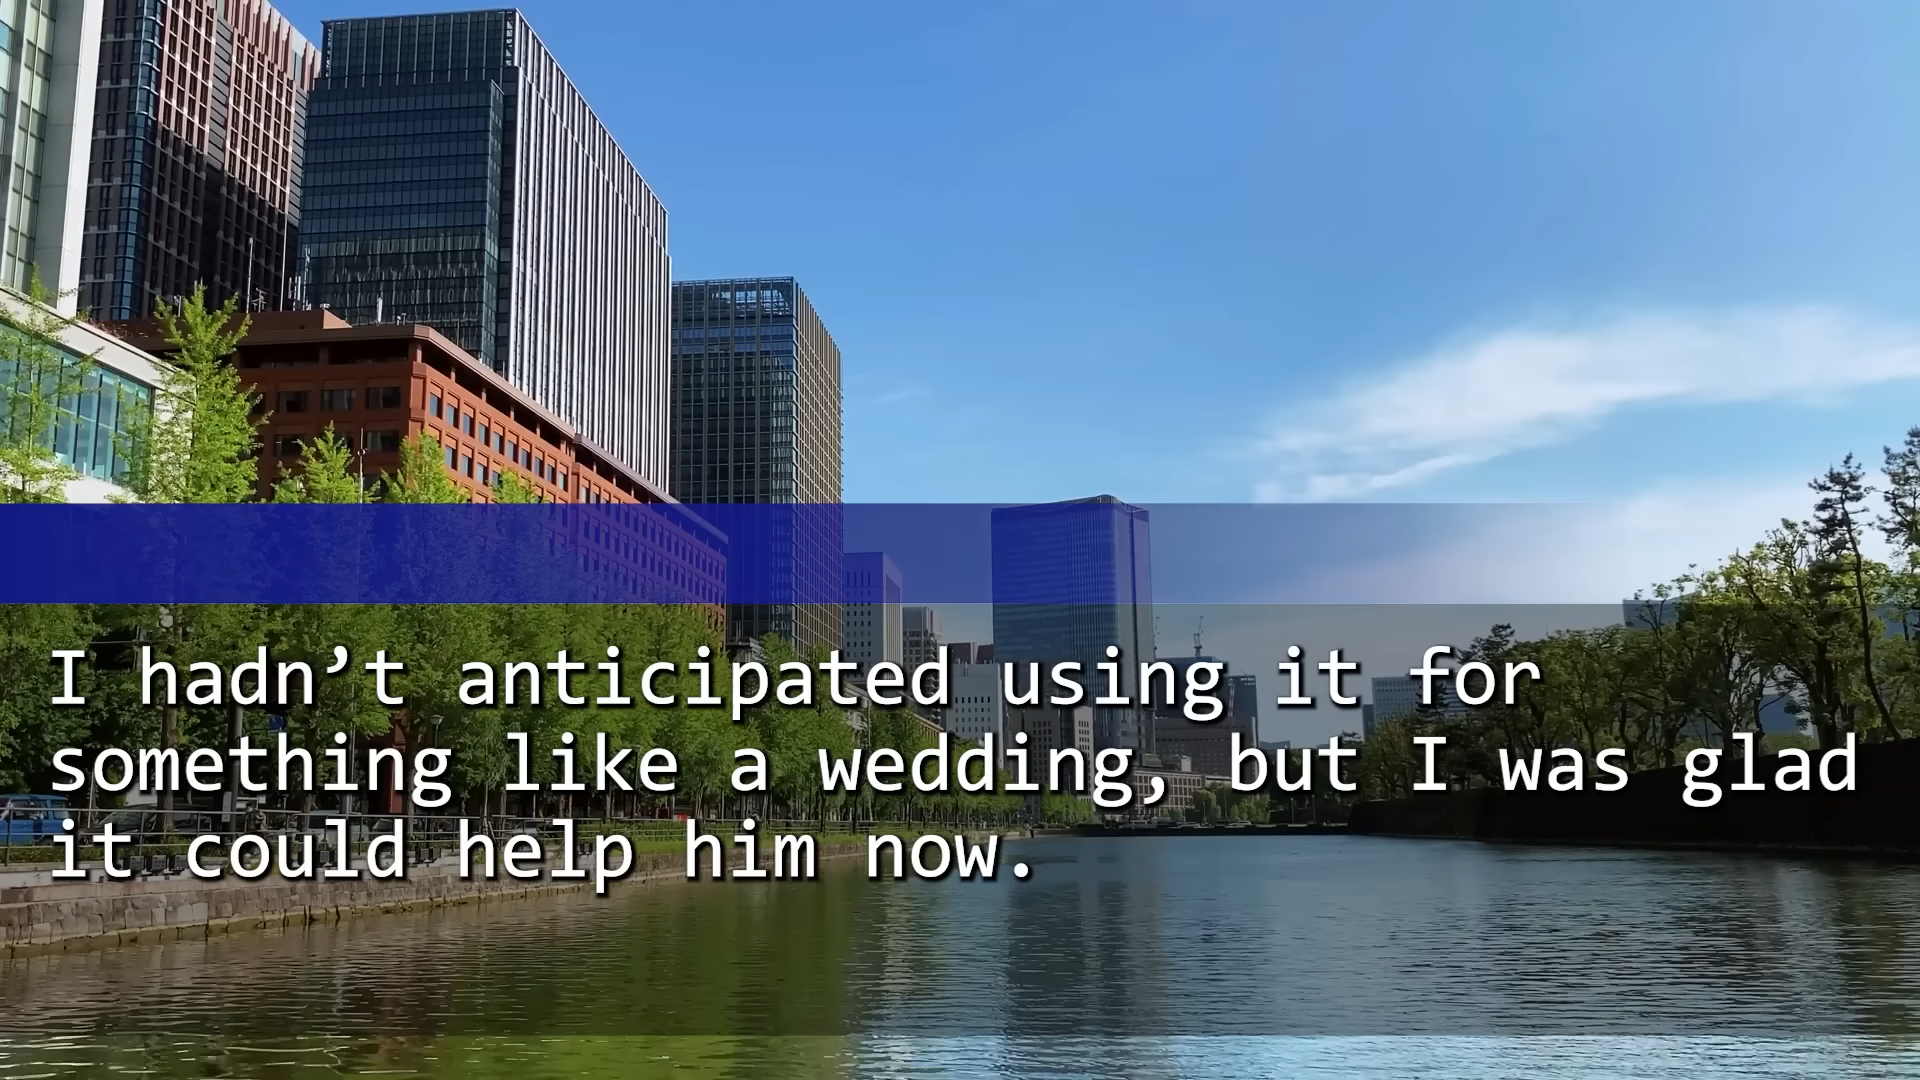 I hadn’t anticipated using it for
something like a wedding, but I was glad
it could help him now.